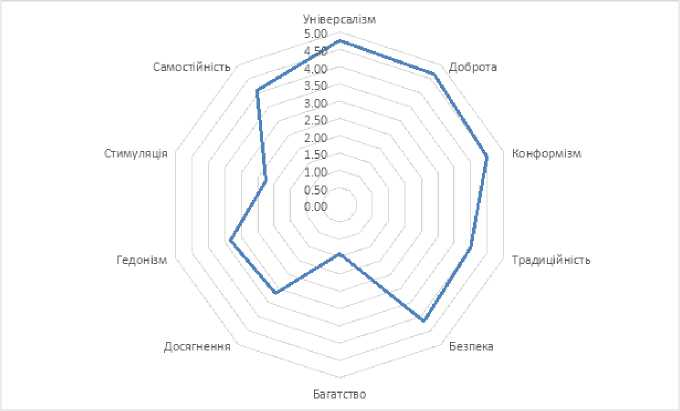 Універсалізм
5.00
4.50
4.00
3.50
3.00
2.50
2.00
1.50
1.00
0.50
0.00
Доброта
Конформізм
Традиційність
Безпека
Багатство
Досягнення
Гедонізм
Стимуляція
Самостійність